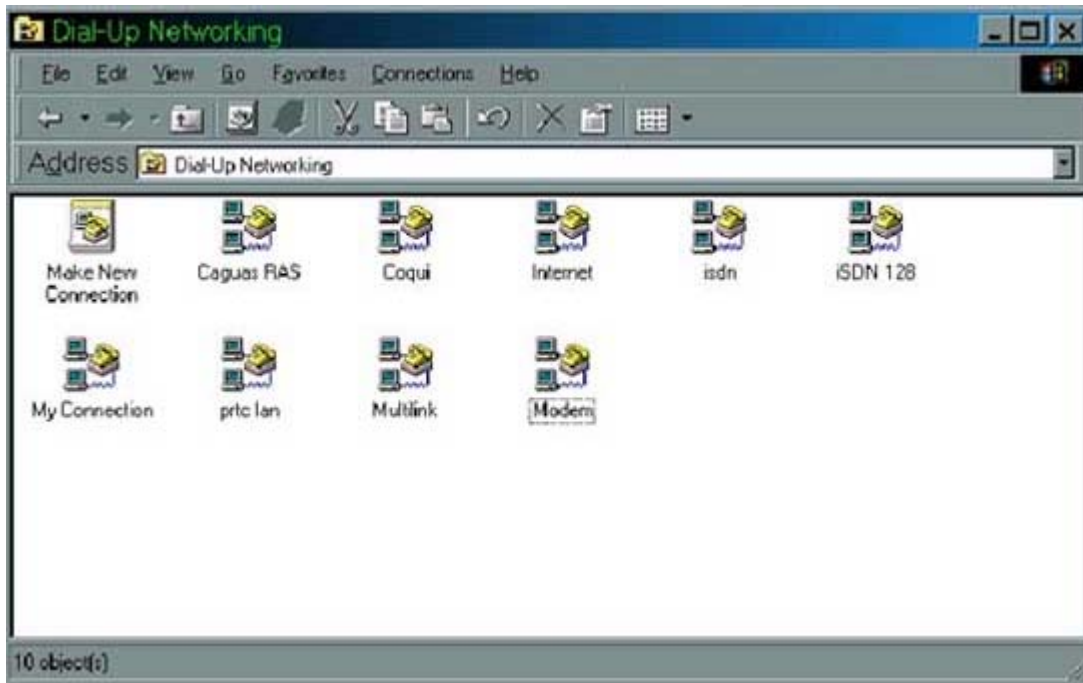 Dial-Up Networking
File Edit View Go Favorites Connections Help
Address Dial-Up Networking
Make New Connection
Caguas RAS
Coqui
Internet
isdn
iSDN 128
My Connection
prtc lan
Multilink
Modem
10 object(s)